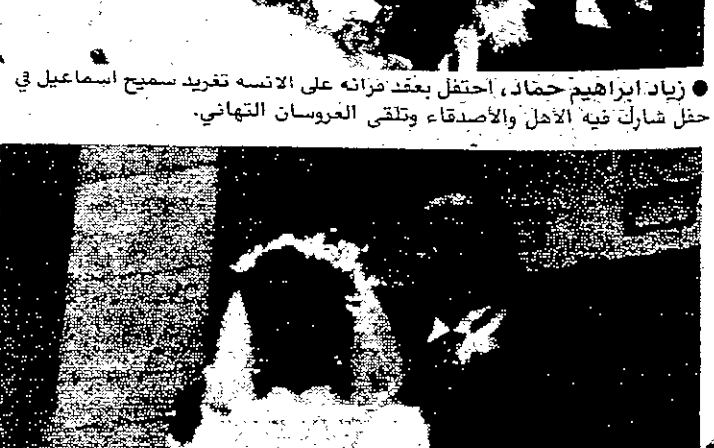 ● زياد ابراهيم حماد، احتفل بعقد قرانه على الانسه تغريد سميح اسماعيل في
حفل شارك فيه الأهل والأصدقاء وتلقى العروسان التهاني.